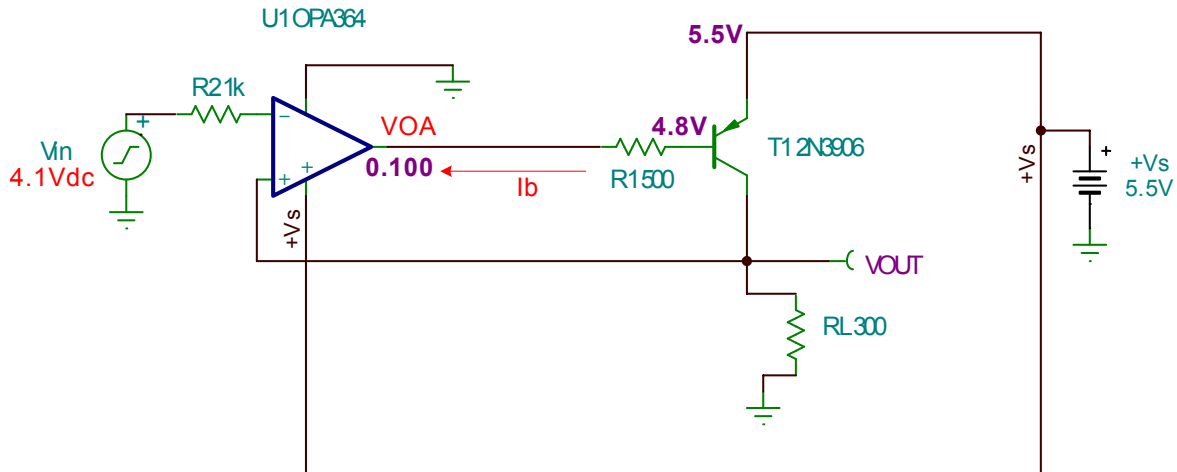 U1 OPA364
5.5V
R2 1k
VOA
4.8V
T1 2N3906
Vin
4.1Vdc
0.100
Ib
R1 500
+Vs
+Vs
+Vs
5.5V
VOUT
RL 300